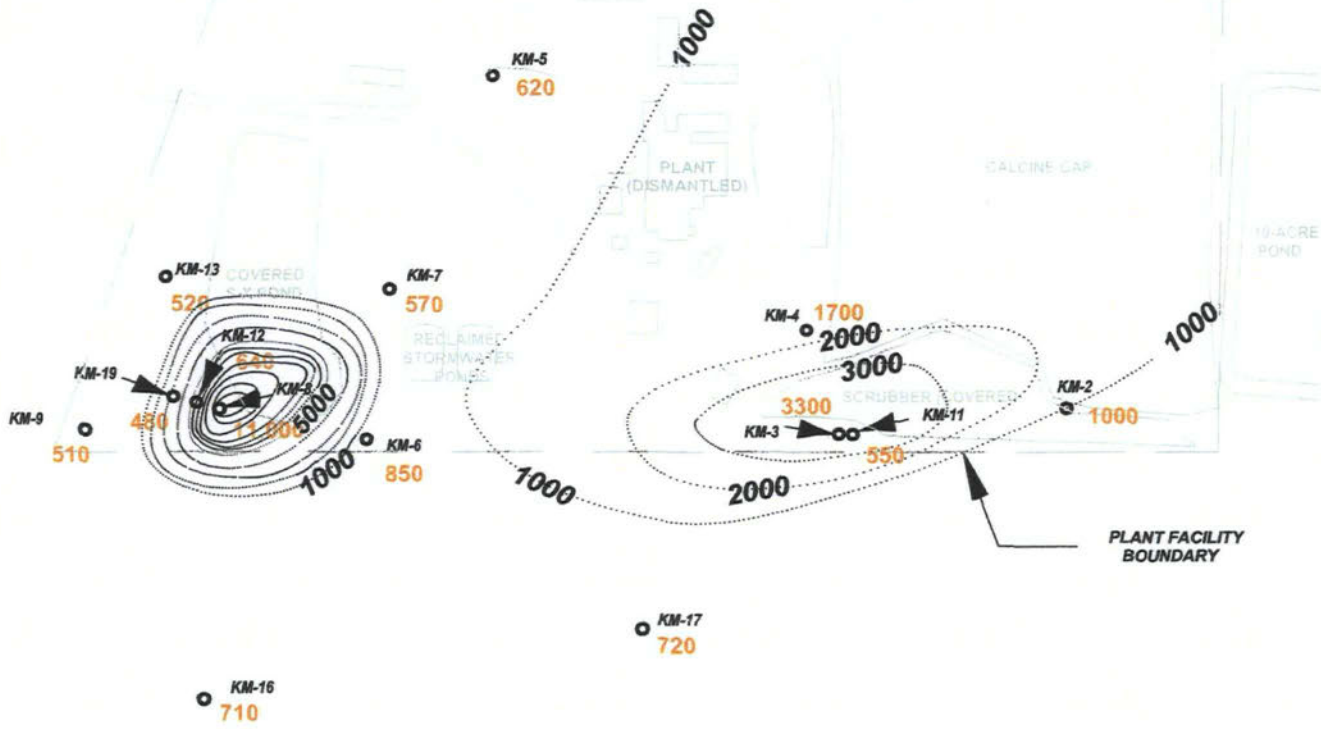 1000
KM-5
620
PLANT
(DISMANTLED)
CALCINE CAP
10-ACRE
POND
KM-13
520
COVERED
S-X POND
KM-7
570
KM-4
1700
2000
1000
KM-12
640
RECLAIMED
STORMWATER
PONDS
3000
KM-19
KM-8
5000
3300
SCRUBBER COVERED
KM-2
1000
KM-9
510
480
11,000
KM-3
KM-11
550
KM-6
850
1000
1000
2000
PLANT FACILITY
BOUNDARY
KM-17
720
KM-16
710